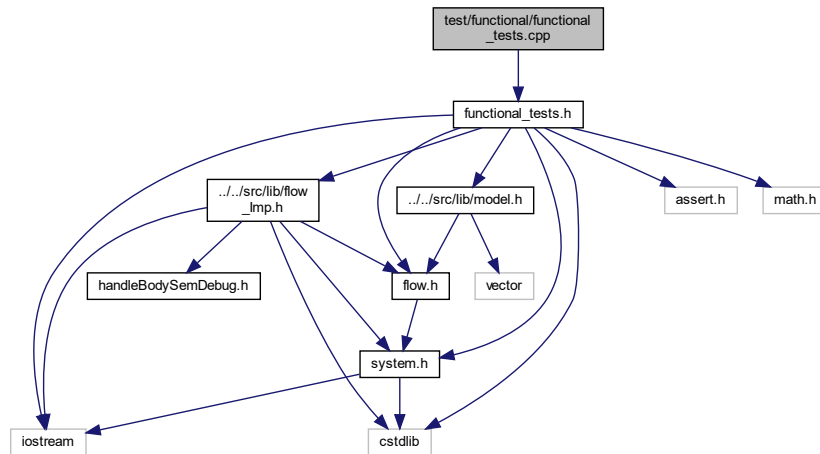 test/functional/functional
_tests.cpp
functional_tests.h
../../src/lib/flow
_Imp.h
../../src/lib/model.h
assert.h
math.h
handleBodySemDebug.h
flow.h
vector
system.h
iostream
cstdlib